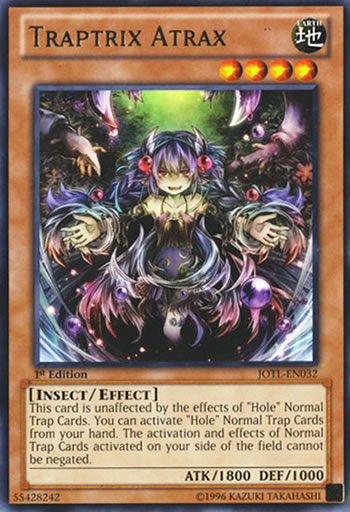 TRAPTRIX ATRAX
EARTH
地
1st Edition
JOTL-EN032
[INSECT/EFFECT]
This card is unaffected by the effects of "Hole" Normal
Trap Cards. You can activate "Hole" Normal Trap Cards
from your hand. The activation and effects of
Normal Trap Cards activated on your side of the field cannot
be negated.
ATK/1800 DEF/1000
55428242
©1996 KAZUKI TAKAHASHI